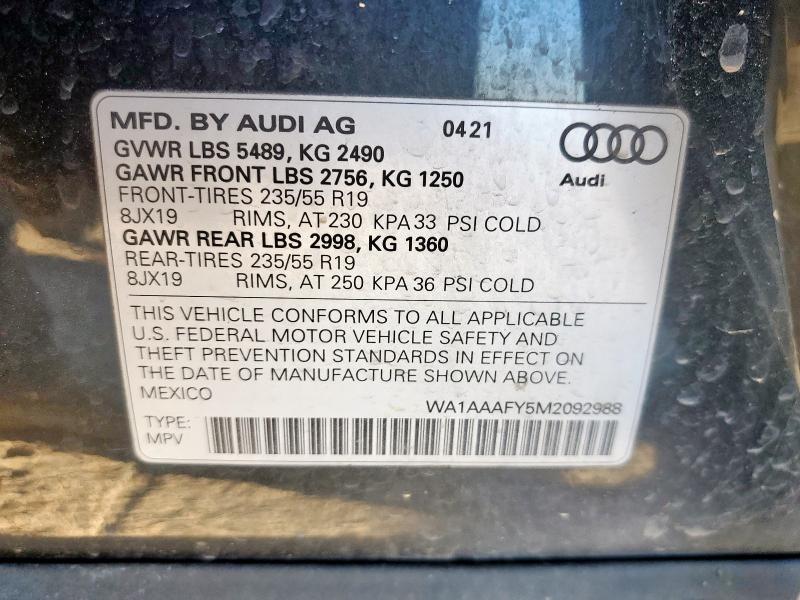 MFD. BY AUDI AG 04 21
GVWR LBS 5489, KG 2490
GAWR FRONT LBS 2756, KG 1250
Audi
FRONT-TIRES 235/55 R19
8JX19 RIMS, AT 230 KPA 33 PSI COLD
GAWR REAR LBS 2998, KG 1360
REAR-TIRES 235/55 R19
8JX19 RIMS, AT 250 KPA 36 PSI COLD
THIS VEHICLE CONFORMS TO ALL APPLICABLE
U.S. FEDERAL MOTOR VEHICLE SAFETY AND
THEFT PREVENTION STANDARDS IN EFFECT ON
THE DATE OF MANUFACTURE SHOWN ABOVE.
MEXICO
WA1AAAFY5M2092988
TYPE:
MPV